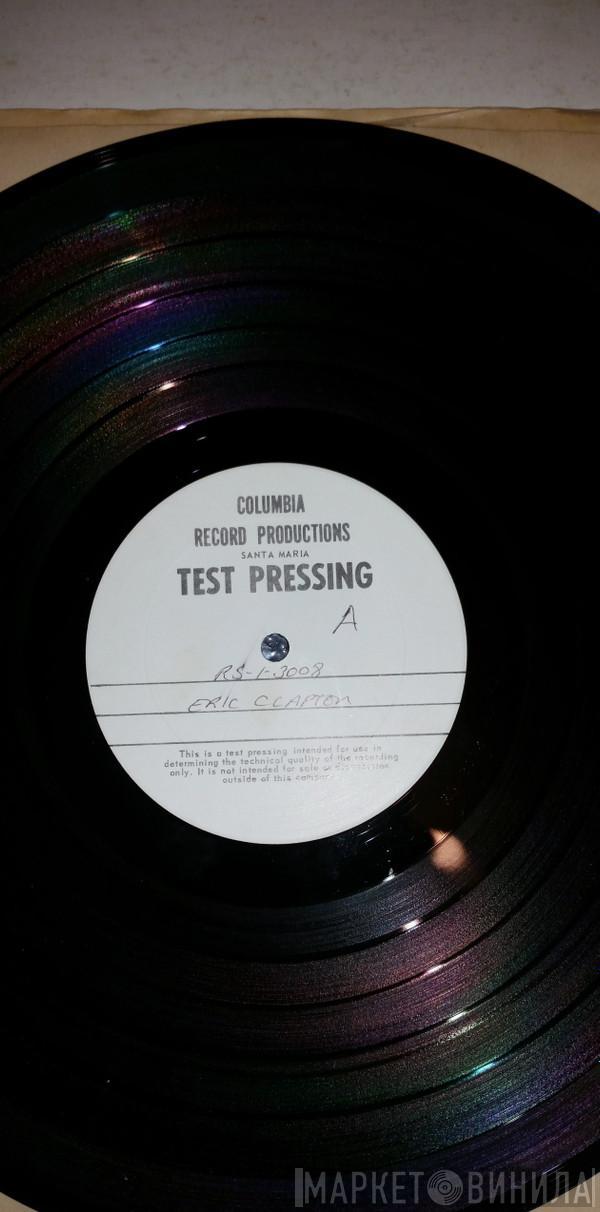 COLUMBIA
RECORD PRODUCTIONS
SANTA MARIA
TEST PRESSING
A
RS-1-3008
ERIC CLAPTON
This is a test pressing intended for use in
determining the technical quality of the recording
only. It is not intended for sale or
outside of this company
МАРКЕТ ВИНИЛА